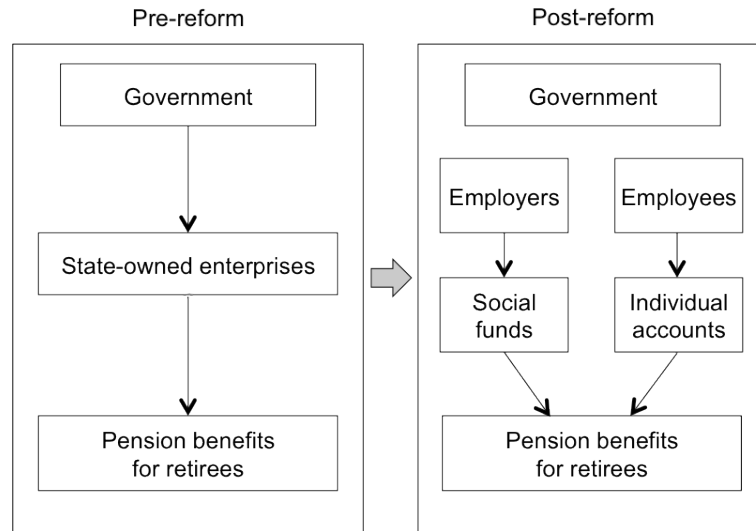 Pre-reform
Government
State-owned enterprises
Pension benefits
for retirees
Post-reform
Government
Employers
Employees
Social
funds
Individual
accounts
Pension benefits
for retirees